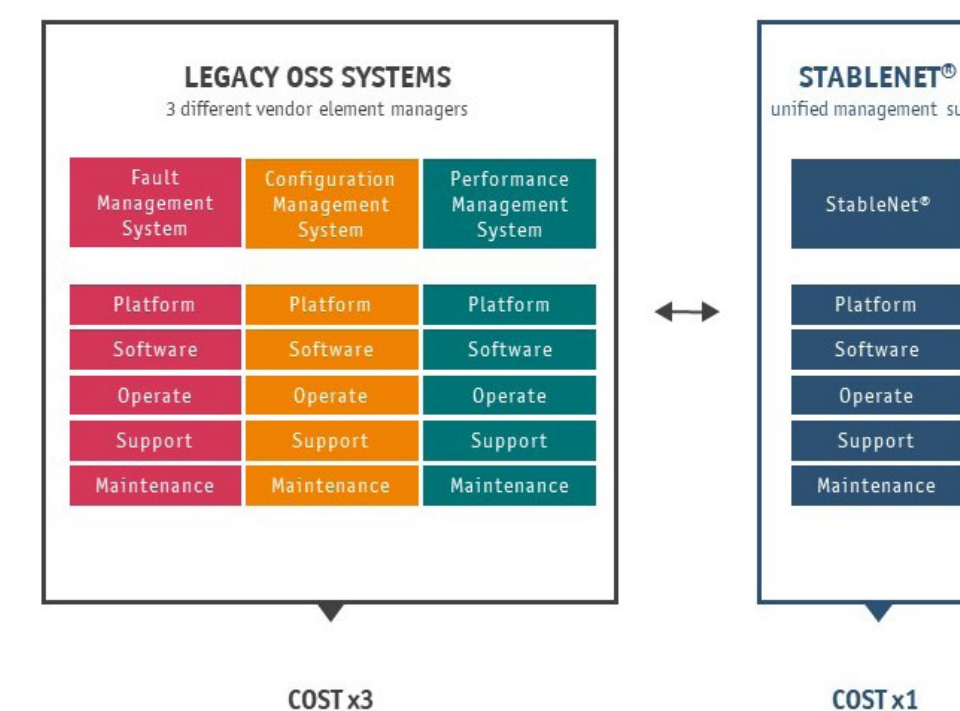 LEGACY OSS SYSTEMS
3 different vendor element managers
Fault
Management
System
Configuration
Management
System
Performance
Management
System
Platform
Platform
Platform
Software
Software
Software
Operate
Operate
Operate
Support
Support
Support
Maintenance
Maintenance
Maintenance
COST x3
STABLENET®
unified management
StableNet®
Platform
Software
Operate
Support
Maintenance
COST x1